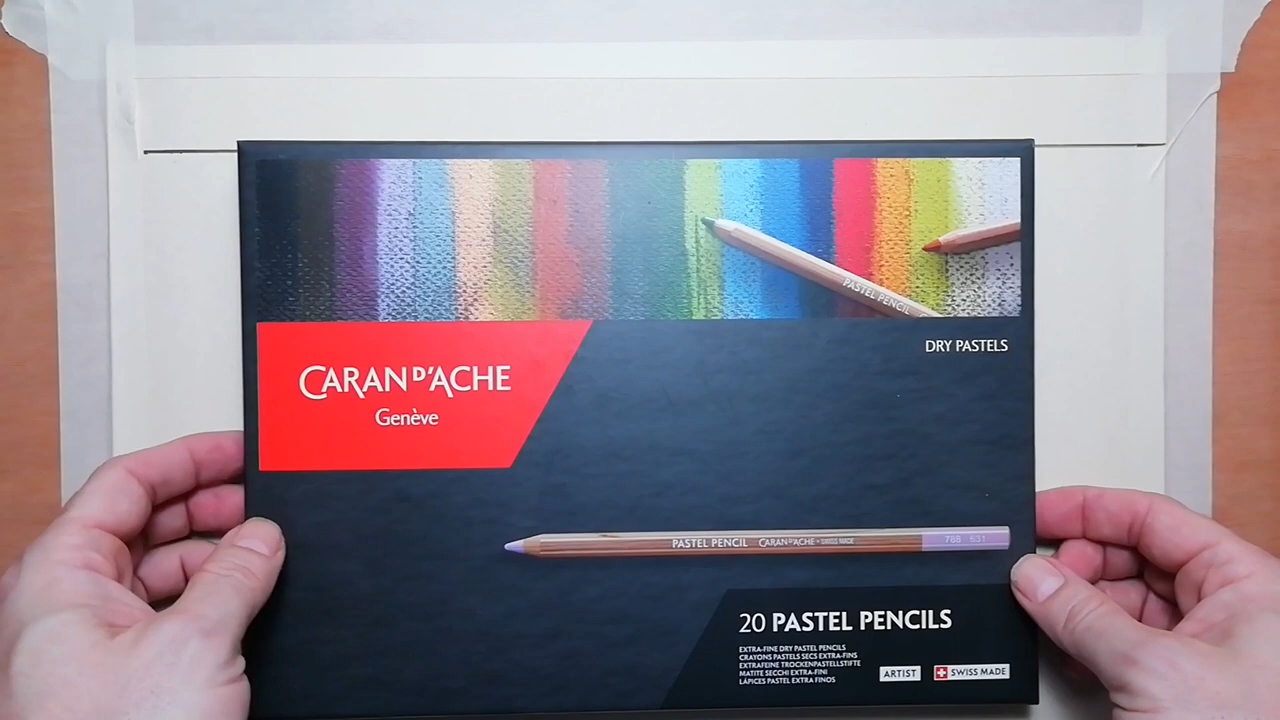 PASTEL PENCIL
DRY PASTELS
CARAN D'ACHE
Genève
PASTEL PENCIL CARAN D'ACHE • SWISS MADE 788 631
20 PASTEL PENCILS
EXTRA-FINE DRY PASTEL PENCILS
CRAYONS PASTELS SECS EXTRA-FINS
EXTRAFEINE TROCKENPASTELLSTIFTE
MATITE SECCHI EXTRA-FINI
LÁPICES PASTEL EXTRA FINOS
ARTIST
SWISS MADE